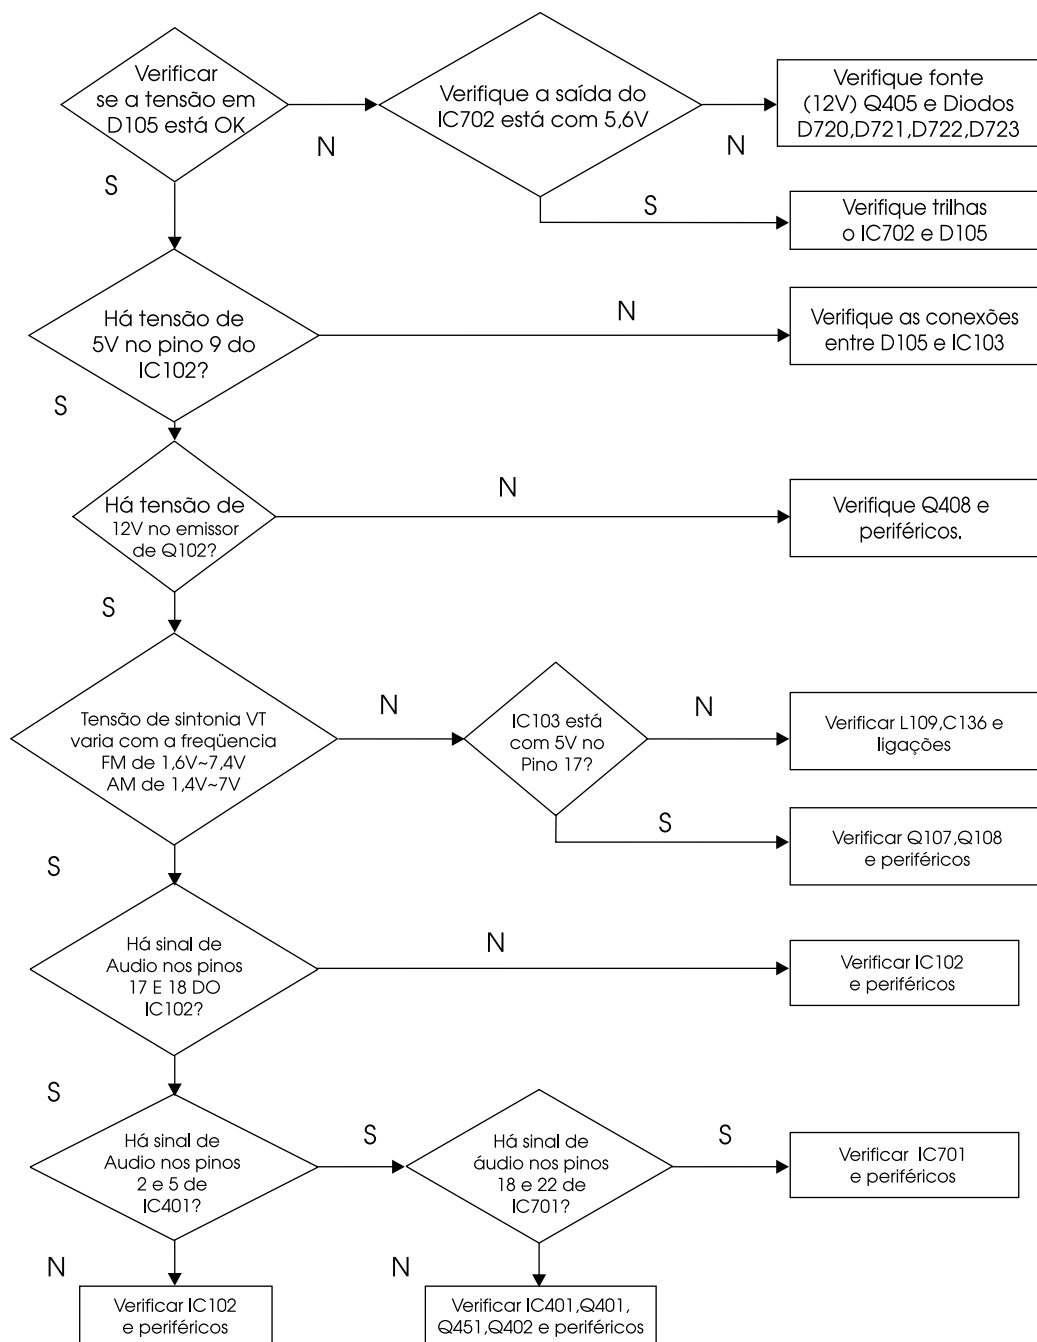 Verificar
se a tensão em
D105 está OK
N
Verifique a saída do
IC702 está com 5,6V
N
Verifique fonte
(12V) Q405 e Diodos
D720,D721,D722,D723
S
S
Verifique trilhas
o IC702 e D105
Há tensão de
5V no pino 9 do
IC102?
N
Verifique as conexões
entre D105 e IC103
S
Há tensão de
12V no emissor
de Q102?
N
Verifique Q408 e
periféricos.
S
Tensão de sintonia VT
varia com a freqüencia
FM de 1,6V~7,4V
AM de 1,4V~7V
N
IC103 está
com 5V no
Pino 17?
N
Verificar L109,C136 e
ligações
S
Verificar Q107,Q108
e periféricos
S
Há sinal de
Audio nos pinos
17 E 18 DO
IC102?
N
Verificar IC102
e periféricos
S
Há sinal de
Audio nos pinos
2 e 5 de
IC401?
S
Há sinal de
áudio nos pinos
18 e 22 de
IC701?
S
Verificar IC701
e periféricos
N
Verificar IC102
e periféricos
N
Verificar IC401,Q401,
Q451,Q402 e periféricos